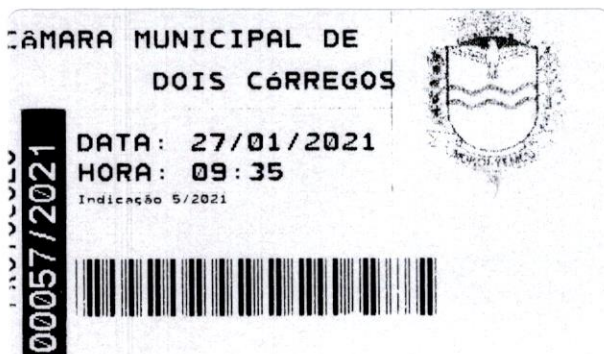 CÂMARA MUNICIPAL DE
DOIS CóRREGOS
DATA: 27/01/2021
HORA: 09:35
Indicação 5/2021
00057/2021